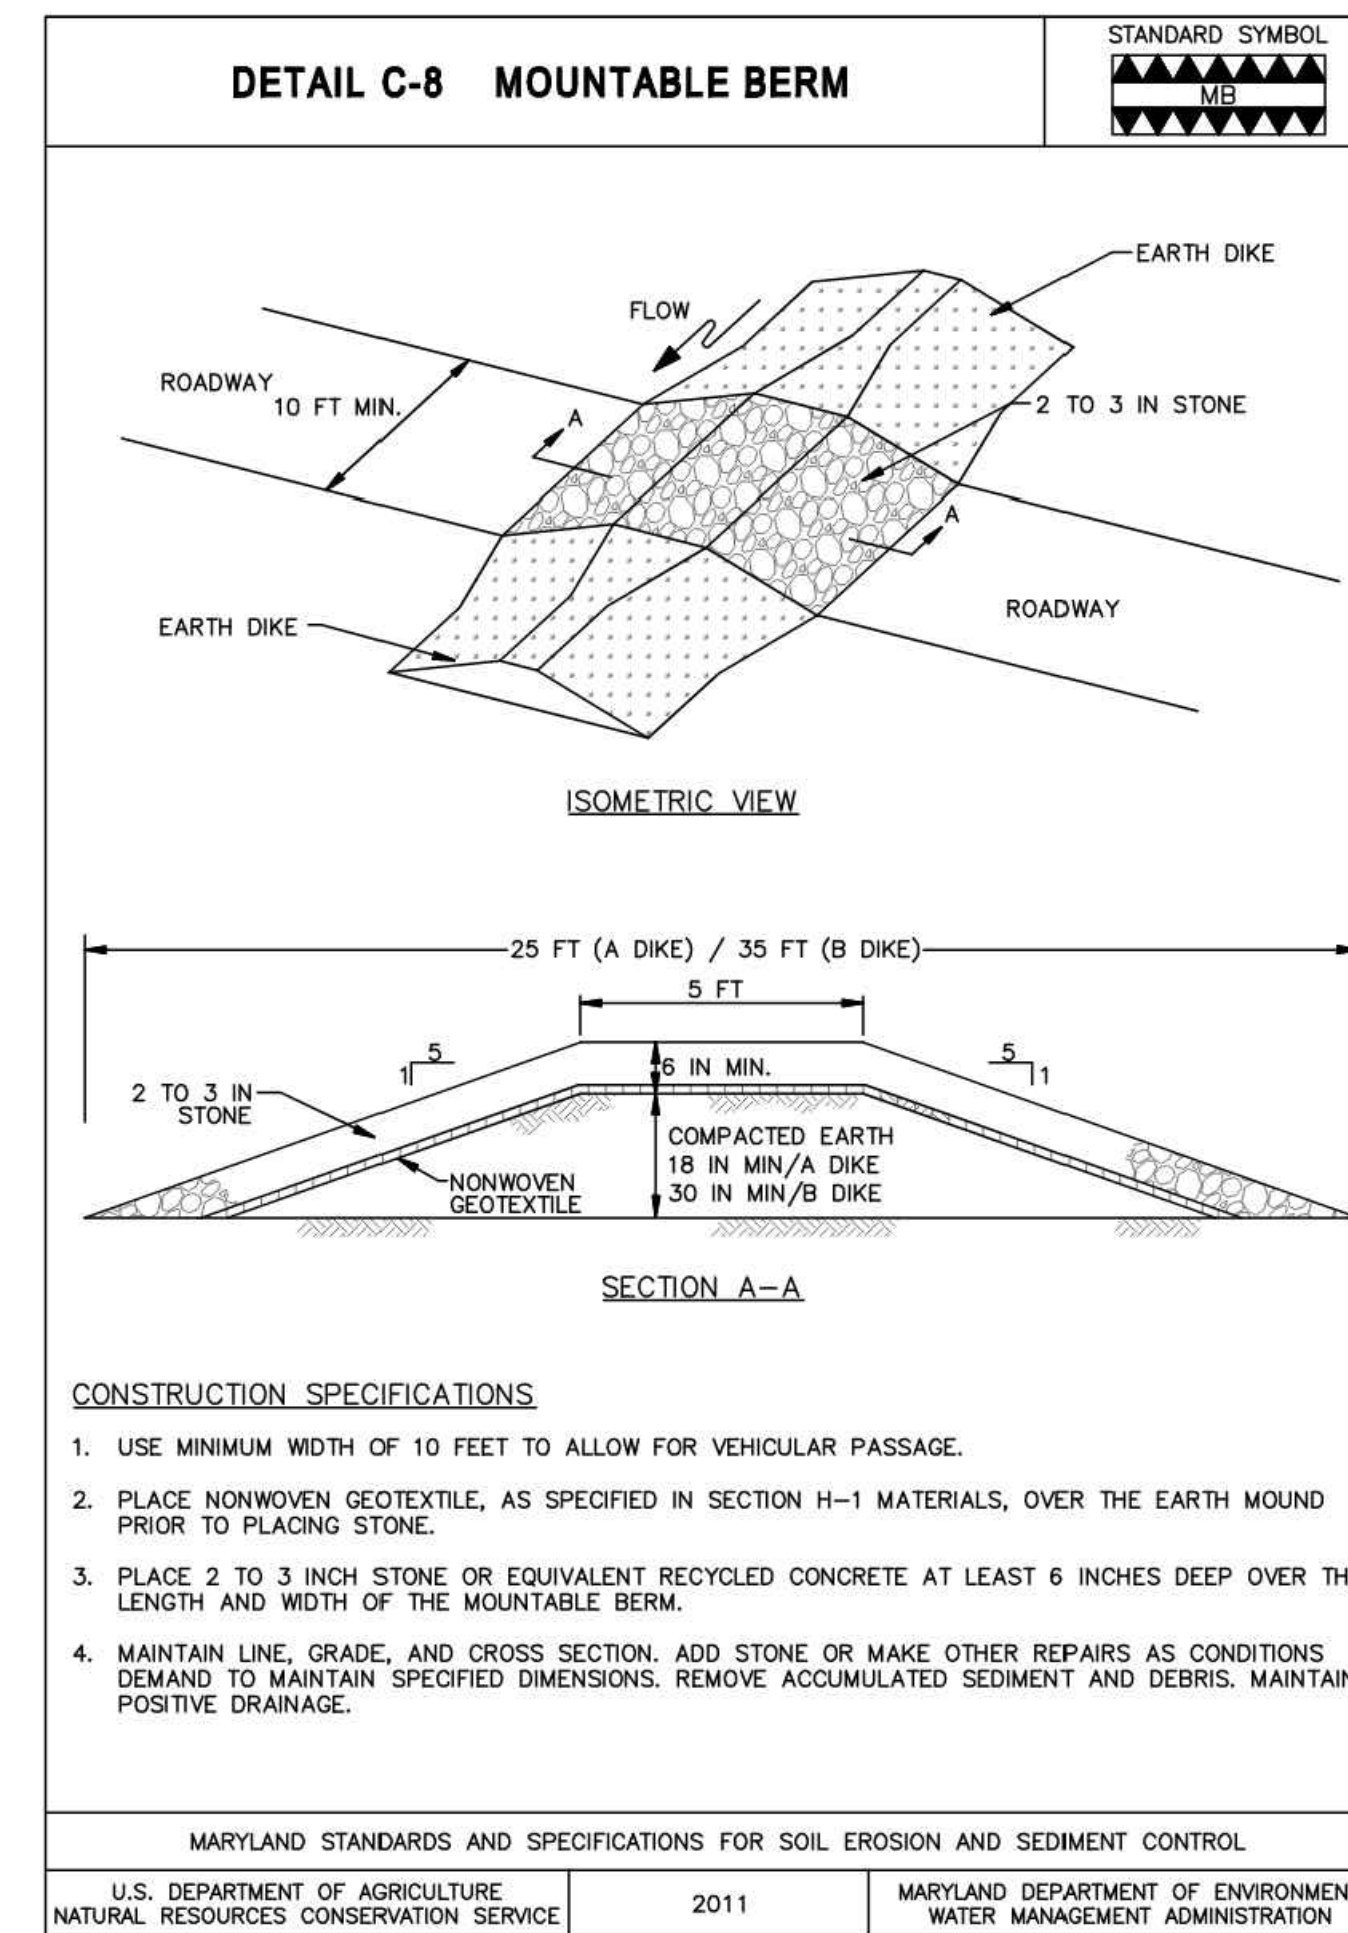 DETAIL C-8 MOUNTABLE BERM
STANDARD SYMBOL
MB
EARTH DIKE
FLOW
ROADWAY
10 FT MIN.
A
2 TO 3 IN STONE
A
ROADWAY
EARTH DIKE
ISOMETRIC VIEW
25 FT (A DIKE) / 35 FT (B DIKE)
5 FT
5
1
6 IN MIN.
5
1
2 TO 3 IN
STONE
COMPACTED EARTH
18 IN MIN/A DIKE
30 IN MIN/B DIKE
NONWOVEN
GEOTEXTILE
SECTION A-A
CONSTRUCTION SPECIFICATIONS
1. USE MINIMUM WIDTH OF 10 FEET TO ALLOW FOR VEHICULAR PASSAGE.
2. PLACE NONWOVEN GEOTEXTILE, AS SPECIFIED IN SECTION H-1 MATERIALS, OVER THE EARTH MOUND
PRIOR TO PLACING STONE.
3. PLACE 2 TO 3 INCH STONE OR EQUIVALENT RECYCLED CONCRETE AT LEAST 6 INCHES DEEP OVER TH
LENGTH AND WIDTH OF THE MOUNTABLE BERM.
4. MAINTAIN LINE, GRADE, AND CROSS SECTION. ADD STONE OR MAKE OTHER REPAIRS AS CONDITIONS
DEMAND TO MAINTAIN SPECIFIED DIMENSIONS. REMOVE ACCUMULATED SEDIMENT AND DEBRIS. MAINTAIN
POSITIVE DRAINAGE.
MARYLAND STANDARDS AND SPECIFICATIONS FOR SOIL EROSION AND SEDIMENT CONTROL
U.S. DEPARTMENT OF AGRICULTURE
NATURAL RESOURCES CONSERVATION SERVICE
2011
MARYLAND DEPARTMENT OF ENVIRONMEN
WATER MANAGEMENT ADMINISTRATION